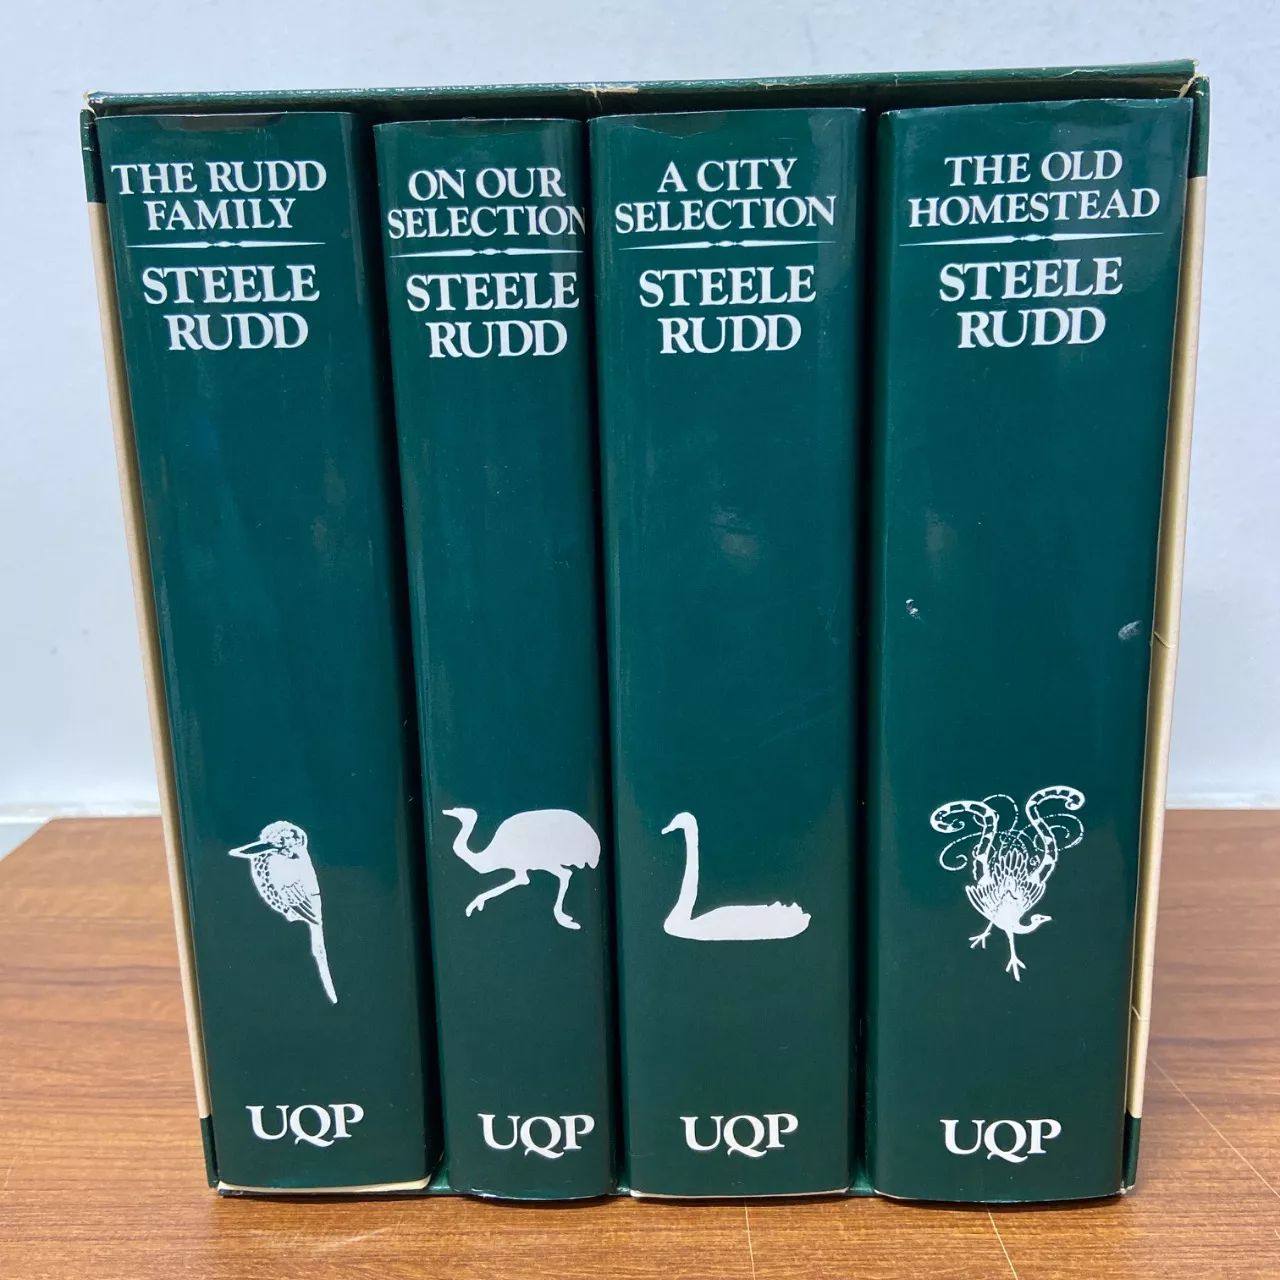 THE RUDD
FAMILY
STEELE
RUDD
UQP
ON OUR
SELECTION
STEELE
RUDD
UQP
A CITY
SELECTION
STEELE
RUDD
UQP
THE OLD
HOMESTEAD
STEELE
RUDD
UQP